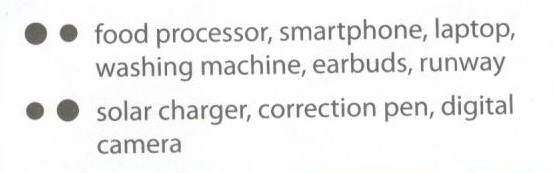 food processor, smartphone, laptop,
washing machine, earbuds, runway
solar charger, correction pen, digital
camera